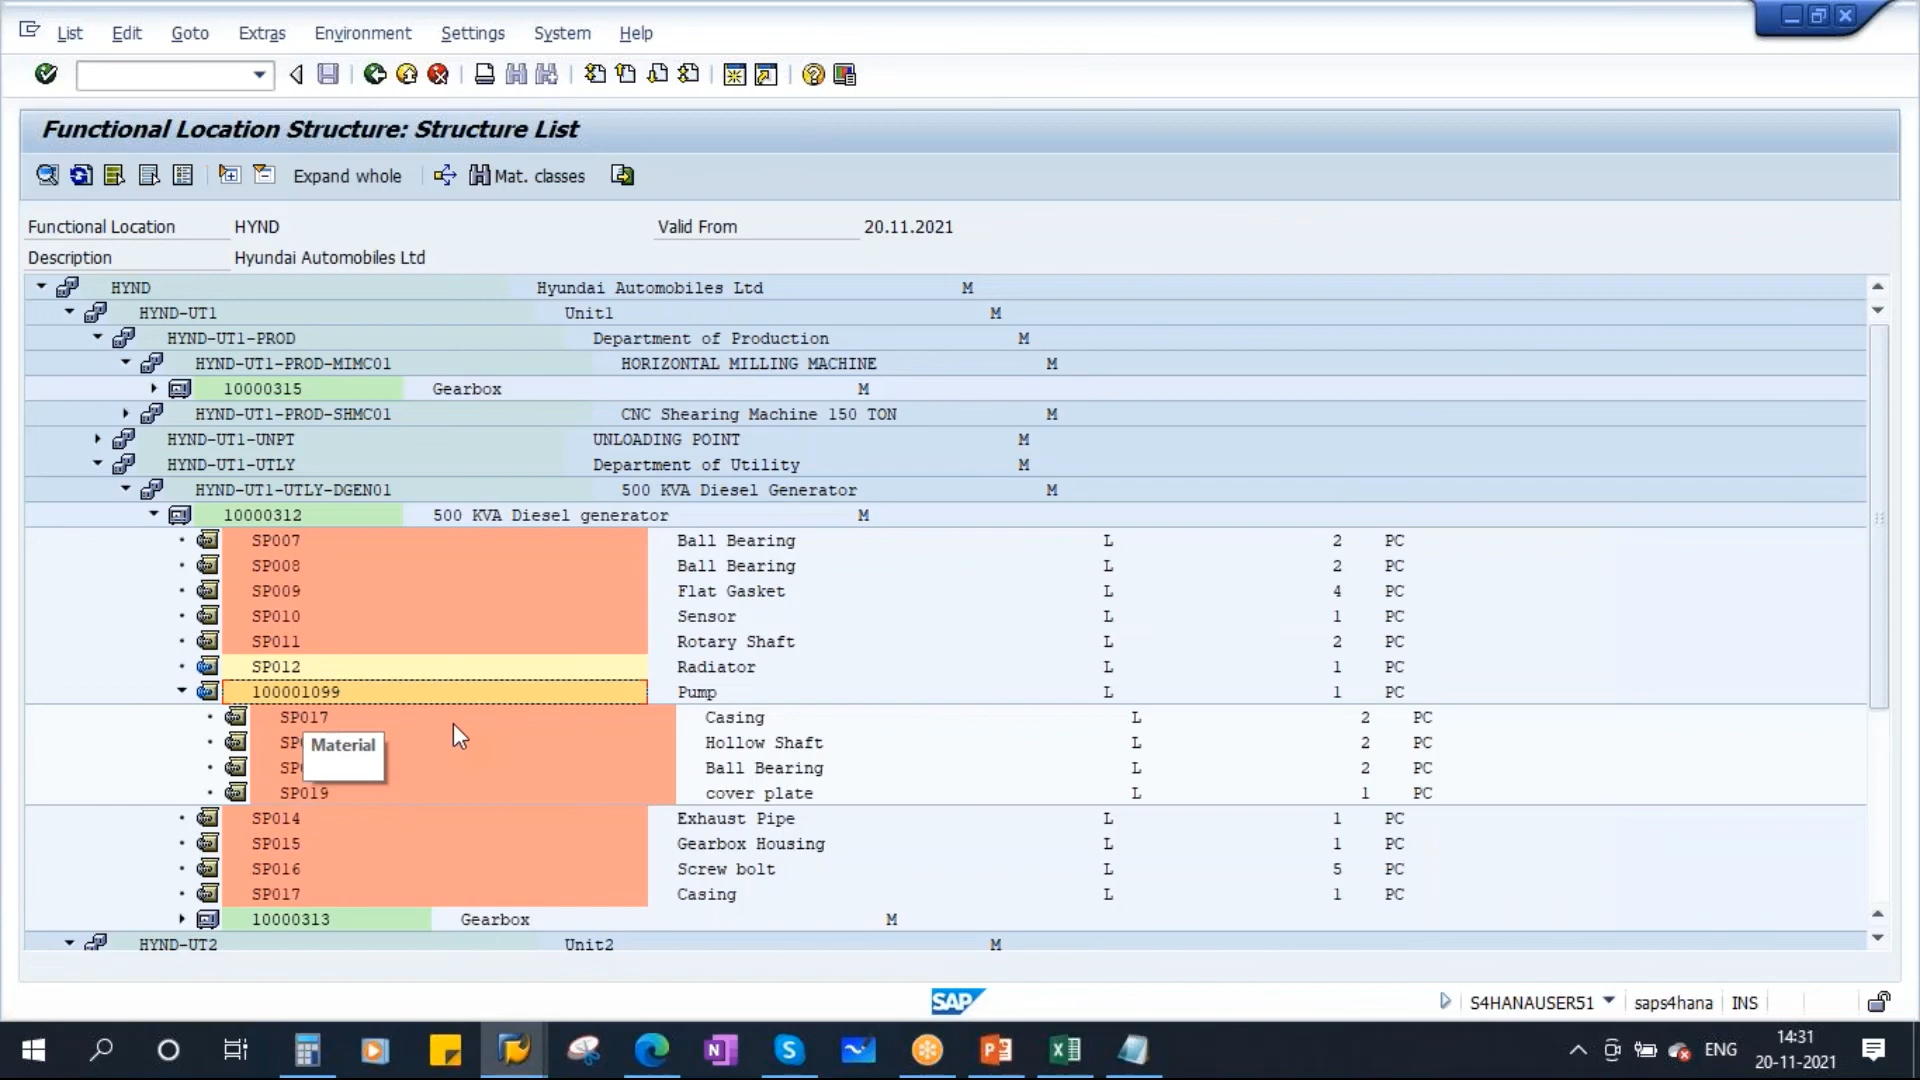 List Edit Goto Extras Environment Settings System Help
Functional Location Structure: Structure List
Expand whole Mat. classes
Functional Location HYND Valid From 20.11.2021
Description Hyundai Automobiles Ltd
HYND Hyundai Automobiles Ltd M
HYND-UT1 Unit1 M
HYND-UT1-PROD Department of Production M
HYND-UT1-PROD-MIMC01 HORIZONTAL MILLING MACHINE M
10000315 Gearbox M
HYND-UT1-PROD-SHMC01 CNC Shearing Machine 150 TON M
HYND-UT1-UNPT UNLOADING POINT M
HYND-UT1-UTLY Department of Utility M
HYND-UT1-UTLY-DGEN01 500 KVA Diesel Generator M
10000312 500 KVA Diesel generator M
SP007 Ball Bearing L 2 PC
SP008 Ball Bearing L 2 PC
SP009 Flat Gasket L 4 PC
SP010 Sensor L 1 PC
SP011 Rotary Shaft L 2 PC
SP012 Radiator L 1 PC
100001099 Pump L 1 PC
SP017 Casing L 2 PC
Material Hollow Shaft L 2 PC
Ball Bearing L 2 PC
SP019 cover plate L 1 PC
SP014 Exhaust Pipe L 1 PC
SP015 Gearbox Housing L 1 PC
SP016 Screw bolt L 5 PC
SP017 Casing L 1 PC
10000313 Gearbox M
HYND-UT2 Unit2 M
SAP S4HANAUSER51 saps4hana INS
ENG 14:31
20-11-2021